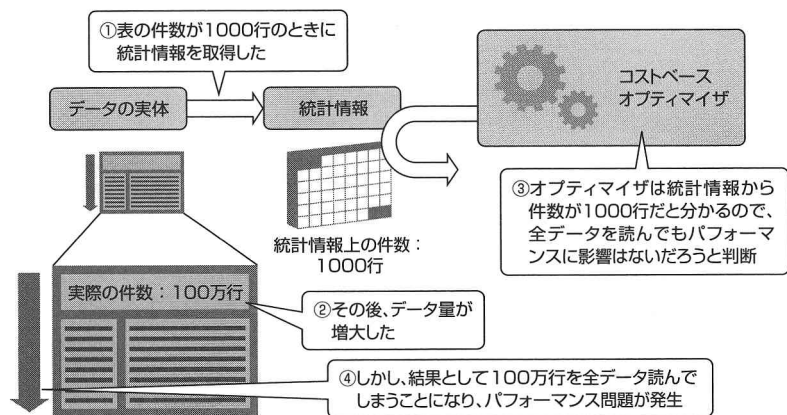 ①表の件数が1000行のときに
統計情報を取得した
データの実体
統計情報
コストベース
オプティマイザ
③オプティマイザは統計情報から
件数が1000行だと分かるので、
全データを読んでもパフォーマ
ンスに影響はないだろうと判断
統計情報上の件数：
1000行
実際の件数：100万行
②その後、データ量が
増大した
④しかし、結果として100万行を全データ読んで
しまうことになり、パフォーマンス問題が発生